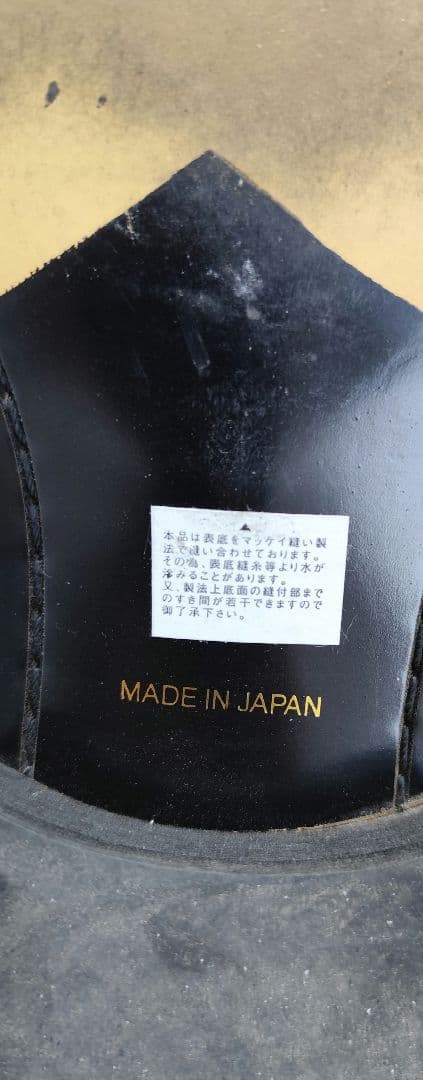 本品は表底をマッケイ縫い製
法で縫い合わせております。
その為、表底縫糸等より水が
滲みることがあります。
又、製法上底面の縫付部まで
のすき間が若干できますので
御了承下さい。
MADE IN JAPAN